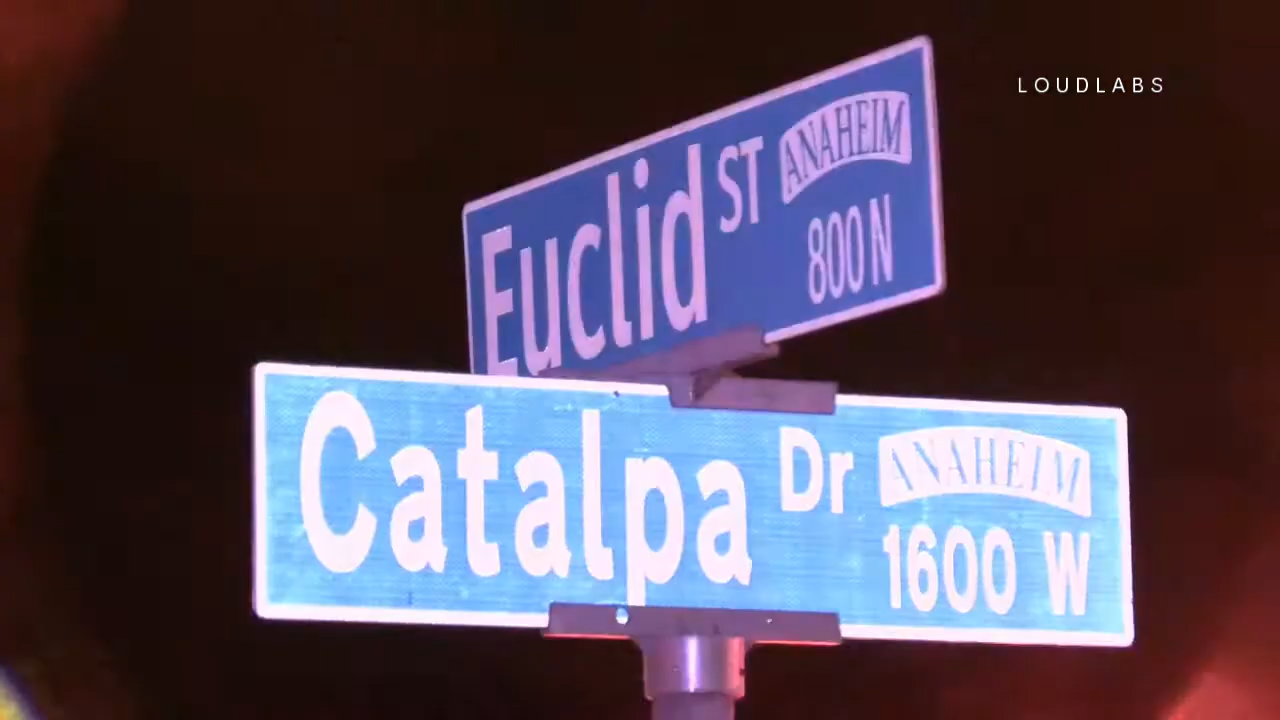 LOUDLABS
Euclid ST ANAHEIM
800 N
Catalpa Dr ANAHEIM
1600 W